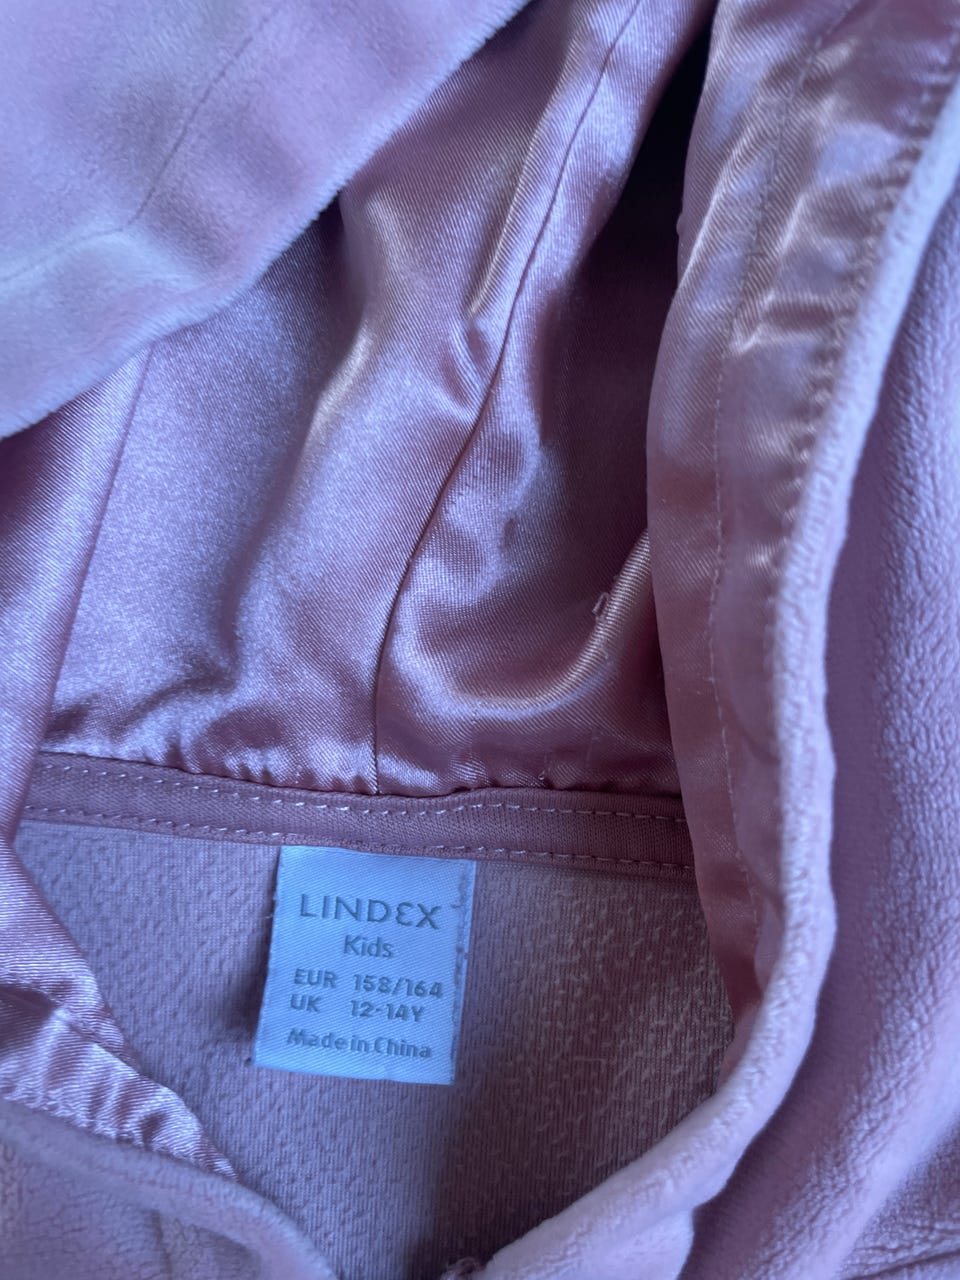 LINDEX
Kids
EUR 158/164
UK 12-14Y
Made in China